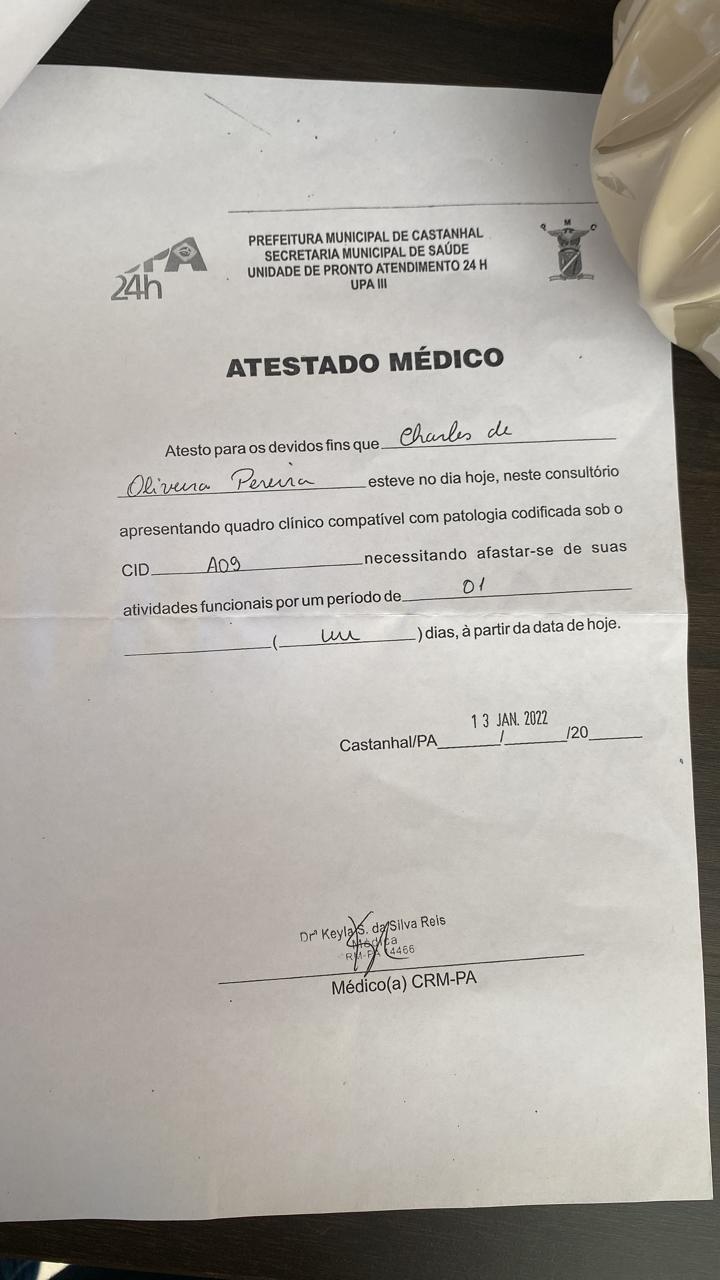 24h
PREFEITURA MUNICIPAL DE CASTANHAL
SECRETARIA MUNICIPAL DE SAÚDE
UNIDADE DE PRONTO ATENDIMENTO 24 H
UPA III
P M C
ATESTADO MÉDICO
Atesto para os devidos fins que Charles de
Oliveira Pereira esteve no dia hoje, neste consultório
apresentando quadro clínico compatível com patologia codificada sob o
CID A09 necessitando afastar-se de suas
atividades funcionais por um período de 01
( um ) dias, à partir da data de hoje.
13 JAN. 2022
Castanhal/PA / /20
Drª Keyla S. da Silva Reis
Médica
Médico(a) CRM-PA